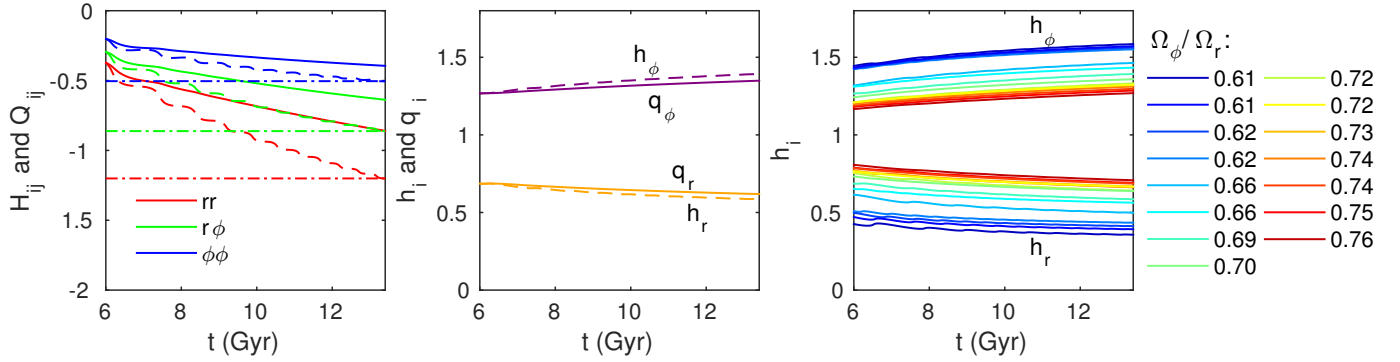 H_ij and Q_ij
-0
-0.5
-1
-1.5
-2
rr
rϕ
ϕϕ
6 8 10 12
t (Gyr)
h_i and q_i
1.5
1
0.5
0
h_ϕ
q_ϕ
q_r
h_r
6 8 10 12
t (Gyr)
h_i
1.5
1
0.5
0
h_ϕ
h_r
6 8 10 12
t (Gyr)
Ω_ϕ/Ω_r:
0.61 0.72
0.61 0.72
0.62 0.73
0.62 0.74
0.66 0.74
0.66 0.75
0.69 0.76
0.70